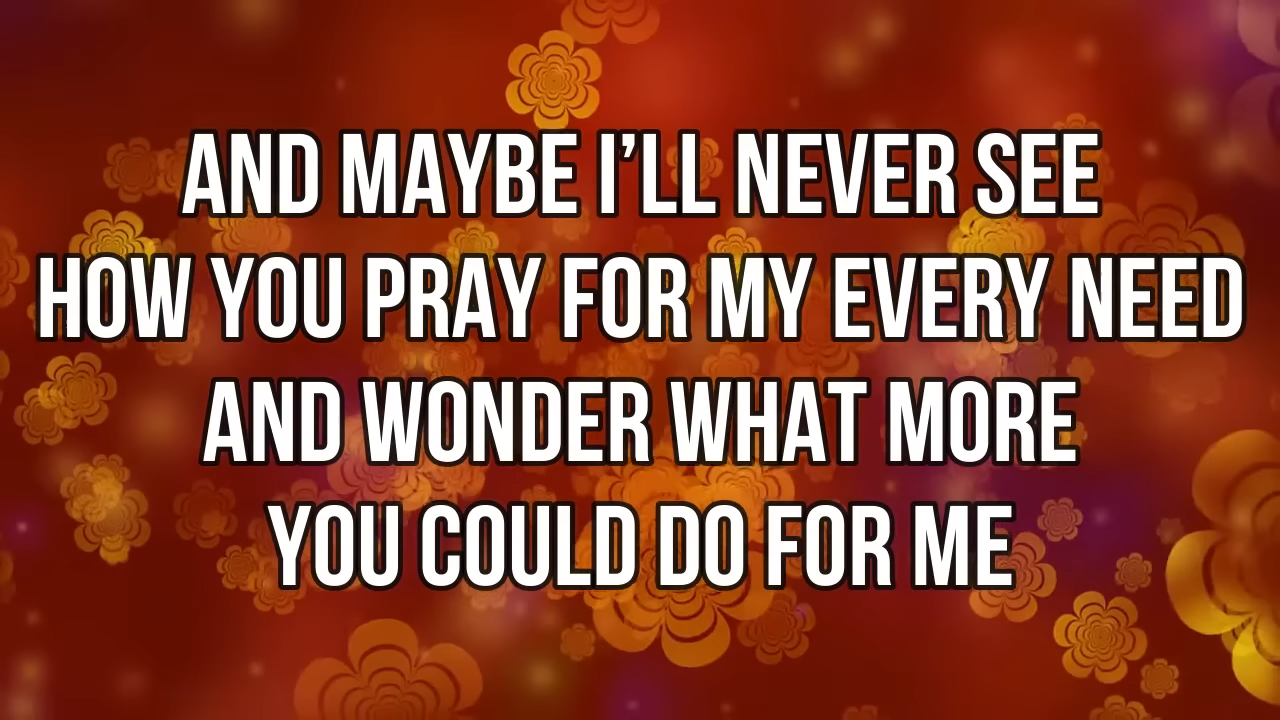 AND MAYBE I'LL NEVER SEE
HOW YOU PRAY FOR MY EVERY NEED
AND WONDER WHAT MORE
YOU COULD DO FOR ME